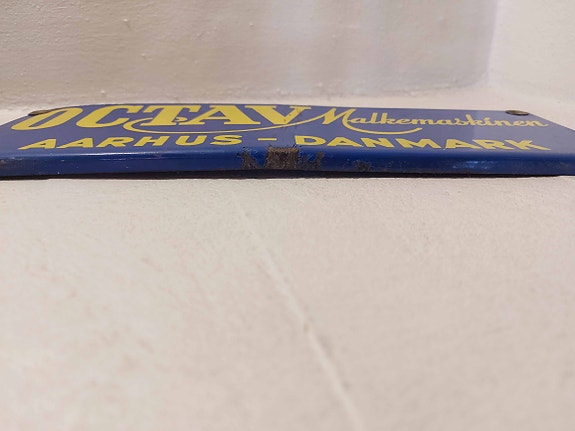 OCTAV Malkemaskinen
AARHUS - DANMARK